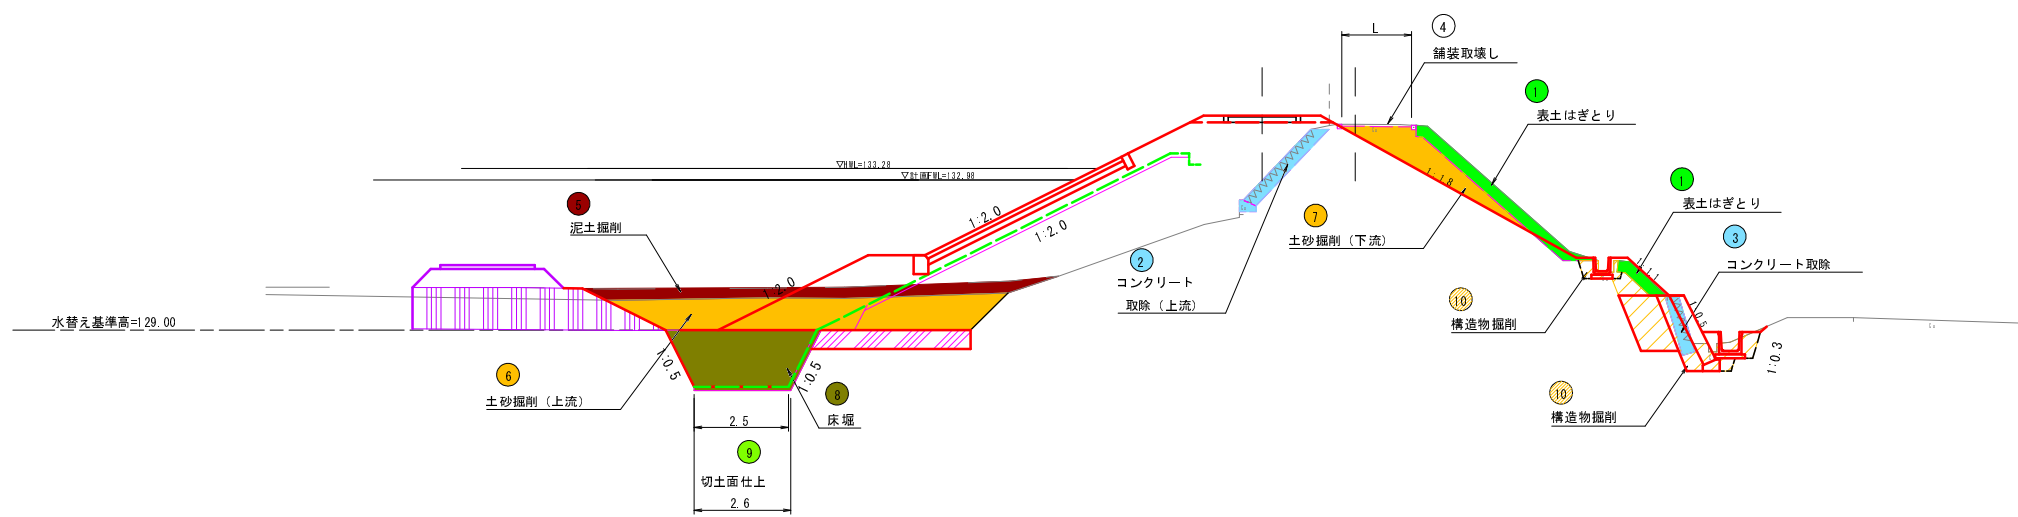 L
4
舗装取壊し
1
表土はぎとり
▽HWL=133.28
▽計画FWL=132.98
1:1.8
1
表土はぎとり
5
泥土掘削
1:2.0
1:2.0
7
土砂掘削（下流）
3
コンクリート取除
2
コンクリート
取除（上流）
1:1.1
1:2.0
10
構造物掘削
1:0.5
水替え基準高=129.00
1:0.5
1:0.5
1:0.3
6
土砂掘削（上流）
8
床堀
10
構造物掘削
2.5
9
切土面仕上
2.6